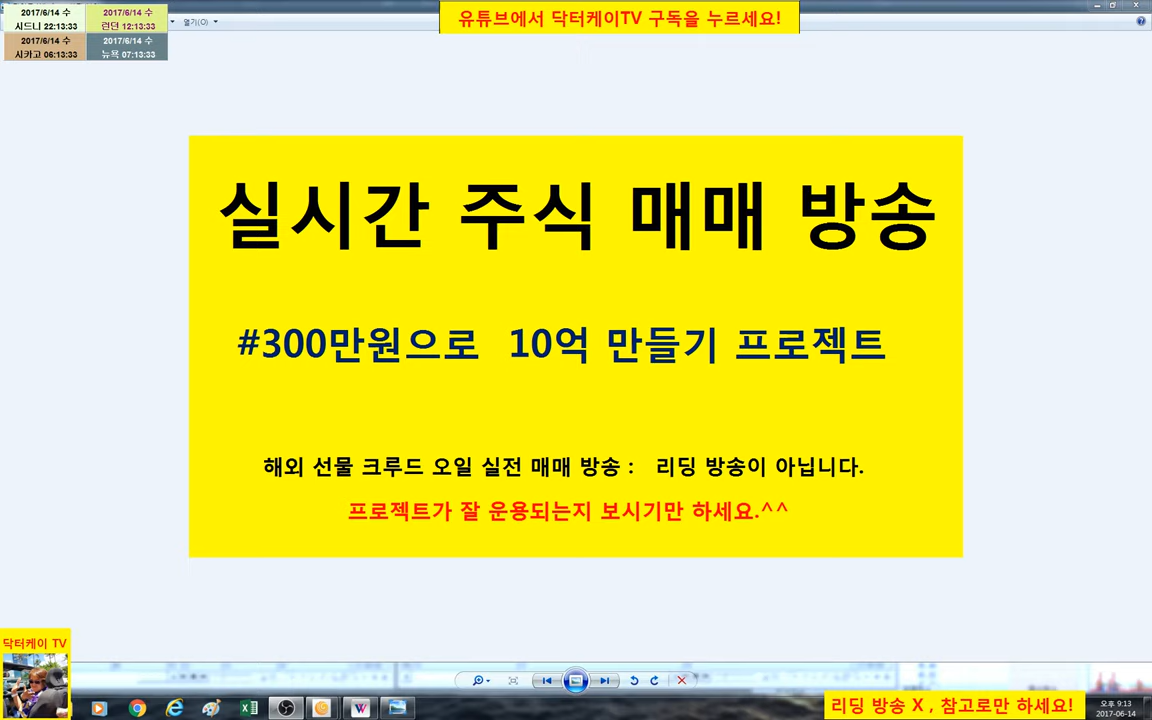 2017/6/14 수
시드니 22:13:33
2017/6/14 수
런던 12:13:33
2017/6/14 수
시카고 06:13:33
2017/6/14 수
뉴욕 07:13:33
열기(O)
유튜브에서 닥터케이TV 구독을 누르세요!
실시간 주식 매매 방송
#300만원으로 10억 만들기 프로젝트
해외 선물 크루드 오일 실전 매매 방송 : 리딩 방송이 아닙니다.
프로젝트가 잘 운용되는지 보시기만 하세요.^^
닥터케이 TV
리딩 방송 X , 참고로만 하세요!
오후 9:13
2017-06-14